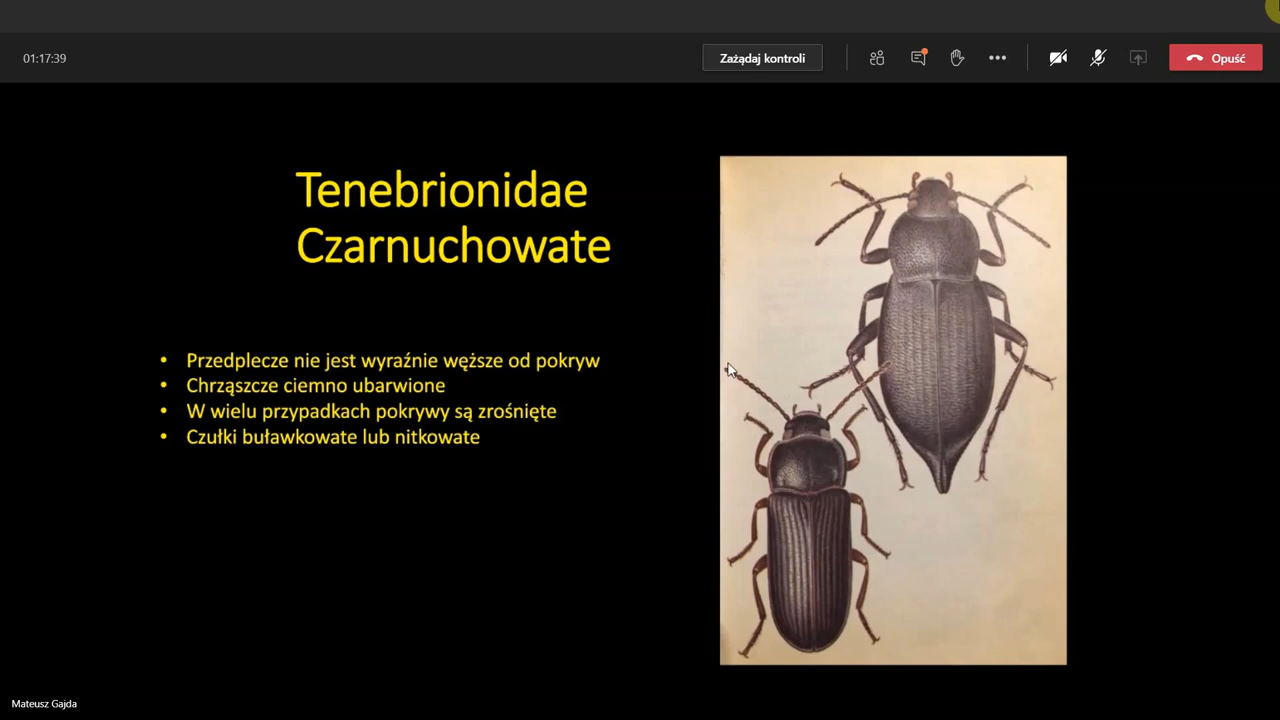 01:17:39
Zażądaj kontroli
Opuść
Tenebrionidae
Czarnuchowate
• Przedplecze nie jest wyraźnie węższe od pokryw
• Chrząszcze ciemno ubarwione
• W wielu przypadkach pokrywy są zrośnięte
• Czułki buławkowate lub nitkowate
Mateusz Gajda